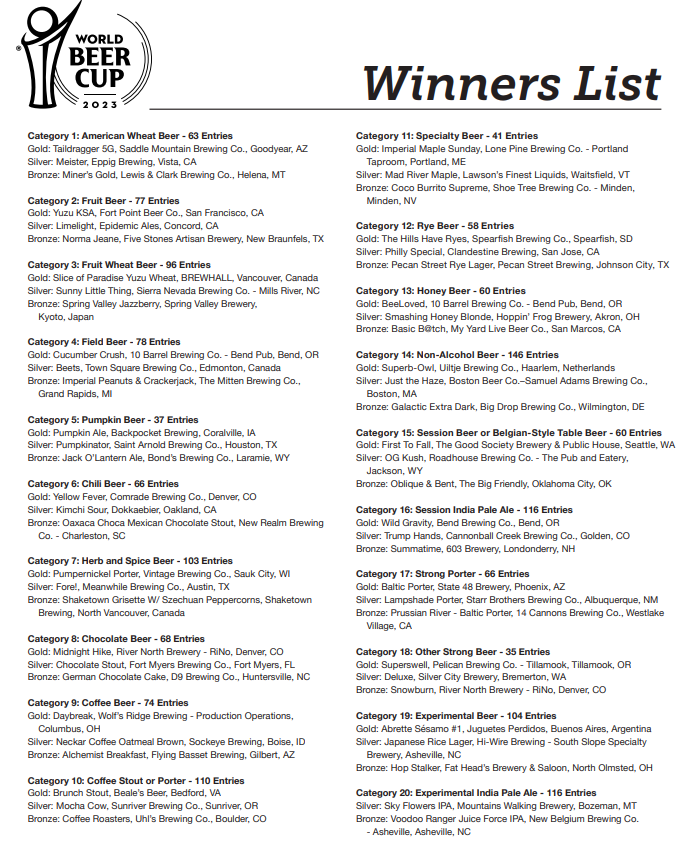 WORLD
BEER
CUP
2023
®
Winners List
Category 1: American Wheat Beer - 63 Entries
Gold: Taildragger 5G, Saddle Mountain Brewing Co., Goodyear, AZ
Silver: Meister, Eppig Brewing, Vista, CA
Bronze: Miner's Gold, Lewis & Clark Brewing Co., Helena, MT
Category 2: Fruit Beer - 77 Entries
Gold: Yuzu KSA, Fort Point Beer Co., San Francisco, CA
Silver: Limelight, Epidemic Ales, Concord, CA
Bronze: Norma Jeane, Five Stones Artisan Brewery, New Braunfels, TX
Category 3: Fruit Wheat Beer - 96 Entries
Gold: Slice of Paradise Yuzu Wheat, BREWHALL, Vancouver, Canada
Silver: Sunny Little Thing, Sierra Nevada Brewing Co. - Mills River, NC
Bronze: Spring Valley Jazzberry, Spring Valley Brewery,
Kyoto, Japan
Category 4: Field Beer - 78 Entries
Gold: Cucumber Crush, 10 Barrel Brewing Co. - Bend Pub, Bend, OR
Silver: Beets, Town Square Brewing Co., Edmonton, Canada
Bronze: Imperial Peanuts & Crackerjack, The Mitten Brewing Co.,
Grand Rapids, MI
Category 5: Pumpkin Beer - 37 Entries
Gold: Pumpkin Ale, Backpocket Brewing, Coralville, IA
Silver: Pumpkinator, Saint Arnold Brewing Co., Houston, TX
Bronze: Jack O'Lantern Ale, Bond's Brewing Co., Laramie, WY
Category 6: Chili Beer - 66 Entries
Gold: Yellow Fever, Comrade Brewing Co., Denver, CO
Silver: Kimchi Sour, Dokkaebier, Oakland, CA
Bronze: Oaxaca Choca Mexican Chocolate Stout, New Realm Brewing
Co. - Charleston, SC
Category 7: Herb and Spice Beer - 103 Entries
Gold: Pumpernickel Porter, Vintage Brewing Co., Sauk City, WI
Silver: Fore!, Meanwhile Brewing Co., Austin, TX
Bronze: Shaketown Grisette W/ Szechuan Peppercorns, Shaketown
Brewing, North Vancouver, Canada
Category 8: Chocolate Beer - 68 Entries
Gold: Midnight Hike, River North Brewery - RiNo, Denver, CO
Silver: Chocolate Stout, Fort Myers Brewing Co., Fort Myers, FL
Bronze: German Chocolate Cake, D9 Brewing Co., Huntersville, NC
Category 9: Coffee Beer - 74 Entries
Gold: Daybreak, Wolf's Ridge Brewing - Production Operations,
Columbus, OH
Silver: Neckar Coffee Oatmeal Brown, Sockeye Brewing, Boise, ID
Bronze: Alchemist Breakfast, Flying Basset Brewing, Gilbert, AZ
Category 10: Coffee Stout or Porter - 110 Entries
Gold: Brunch Stout, Beale's Beer, Bedford, VA
Silver: Mocha Cow, Sunriver Brewing Co., Sunriver, OR
Bronze: Coffee Roasters, Uhl's Brewing Co., Boulder, CO
Category 11: Specialty Beer - 41 Entries
Gold: Imperial Maple Sunday, Lone Pine Brewing Co. - Portland
Taproom, Portland, ME
Silver: Mad River Maple, Lawson's Finest Liquids, Waitsfield, VT
Bronze: Coco Burrito Supreme, Shoe Tree Brewing Co. - Minden,
Minden, NV
Category 12: Rye Beer - 58 Entries
Gold: The Hills Have Ryes, Spearfish Brewing Co., Spearfish, SD
Silver: Philly Special, Clandestine Brewing, San Jose, CA
Bronze: Pecan Street Rye Lager, Pecan Street Brewing, Johnson City, TX
Category 13: Honey Beer - 60 Entries
Gold: BeeLoved, 10 Barrel Brewing Co. - Bend Pub, Bend, OR
Silver: Smashing Honey Blonde, Hoppin' Frog Brewery, Akron, OH
Bronze: Basic B@tch, My Yard Live Beer Co., San Marcos, CA
Category 14: Non-Alcohol Beer - 146 Entries
Gold: Superb-Owl, Uiltje Brewing Co., Haarlem, Netherlands
Silver: Just the Haze, Boston Beer Co.–Samuel Adams Brewing Co.,
Boston, MA
Bronze: Galactic Extra Dark, Big Drop Brewing Co., Wilmington, DE
Category 15: Session Beer or Belgian-Style Table Beer - 60 Entries
Gold: First To Fall, The Good Society Brewery & Public House, Seattle, WA
Silver: OG Kush, Roadhouse Brewing Co. - The Pub and Eatery,
Jackson, WY
Bronze: Oblique & Bent, The Big Friendly, Oklahoma City, OK
Category 16: Session India Pale Ale - 116 Entries
Gold: Wild Gravity, Bend Brewing Co., Bend, OR
Silver: Trump Hands, Cannonball Creek Brewing Co., Golden, CO
Bronze: Summatime, 603 Brewery, Londonderry, NH
Category 17: Strong Porter - 66 Entries
Gold: Baltic Porter, State 48 Brewery, Phoenix, AZ
Silver: Lampshade Porter, Starr Brothers Brewing Co., Albuquerque, NM
Bronze: Prussian River - Baltic Porter, 14 Cannons Brewing Co., Westlake
Village, CA
Category 18: Other Strong Beer - 35 Entries
Gold: Superswell, Pelican Brewing Co. - Tillamook, Tillamook, OR
Silver: Deluxe, Silver City Brewery, Bremerton, WA
Bronze: Snowburn, River North Brewery - RiNo, Denver, CO
Category 19: Experimental Beer - 104 Entries
Gold: Abrette Sésamo #1, Juguetes Perdidos, Buenos Aires, Argentina
Silver: Japanese Rice Lager, Hi-Wire Brewing - South Slope Specialty
Brewery, Asheville, NC
Bronze: Hop Stalker, Fat Head's Brewery & Saloon, North Olmsted, OH
Category 20: Experimental India Pale Ale - 116 Entries
Silver: Sky Flowers IPA, Mountains Walking Brewery, Bozeman, MT
Bronze: Voodoo Ranger Juice Force IPA, New Belgium Brewing Co.
- Asheville, Asheville, NC